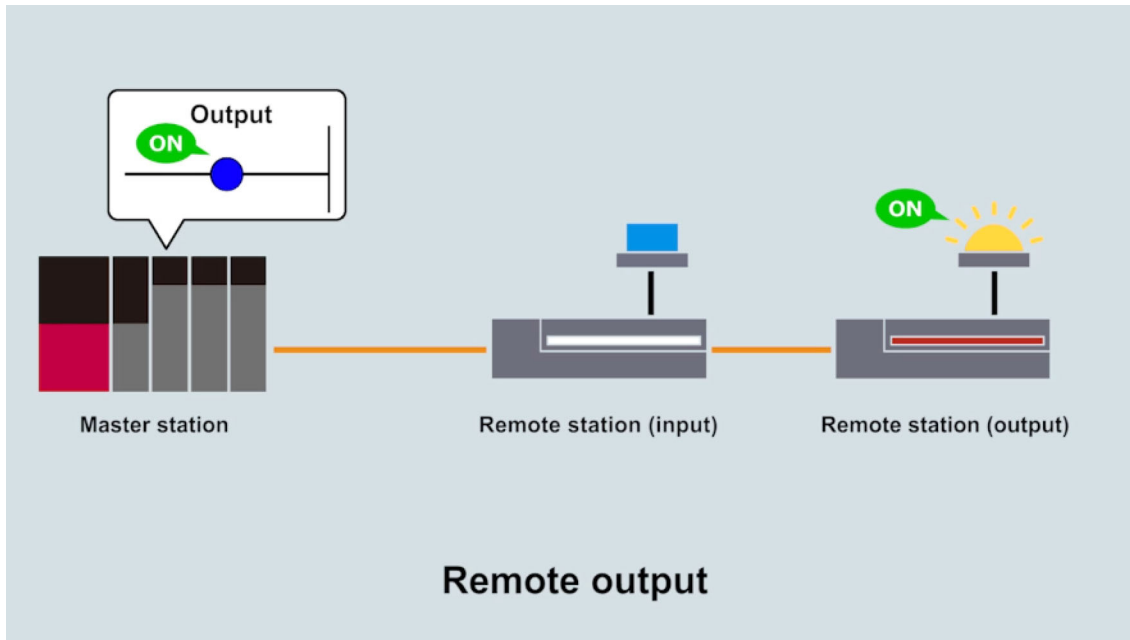 Output
ON
ON
Master station
Remote station (input)
Remote station (output)
Remote output